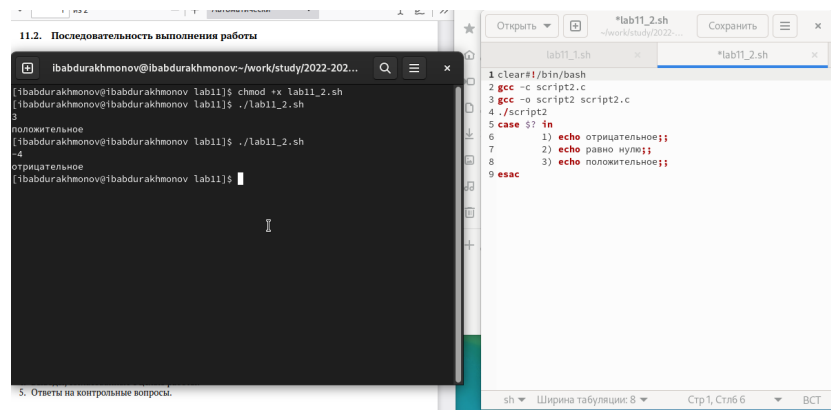 из 2
Автоматически
11.2. Последовательность выполнения работы
ibabdurakhmonov@ibabdurakhmonov:~/work/study/2022-202...
[ibabdurakhmonov@ibabdurakhmonov lab11]$ chmod +x lab11_2.sh
[ibabdurakhmonov@ibabdurakhmonov lab11]$ ./lab11_2.sh
3
положительное
[ibabdurakhmonov@ibabdurakhmonov lab11]$ ./lab11_2.sh
-4
отрицательное
[ibabdurakhmonov@ibabdurakhmonov lab11]$
5. Ответы на контрольные вопросы.
Открыть
*lab11_2.sh
~/work/study/2022-...
Сохранить
lab11_1.sh
*lab11_2.sh
1 clear#!/bin/bash
2 gcc -c script2.c
3 gcc -o script2 script2.c
4 ./script2
5 case $? in
6 1) echo отрицательное;;
7 2) echo равно нулю;;
8 3) echo положительное;;
9 esac
sh Ширина табуляции: 8 Стр 1, Стлб 6 ВСТ